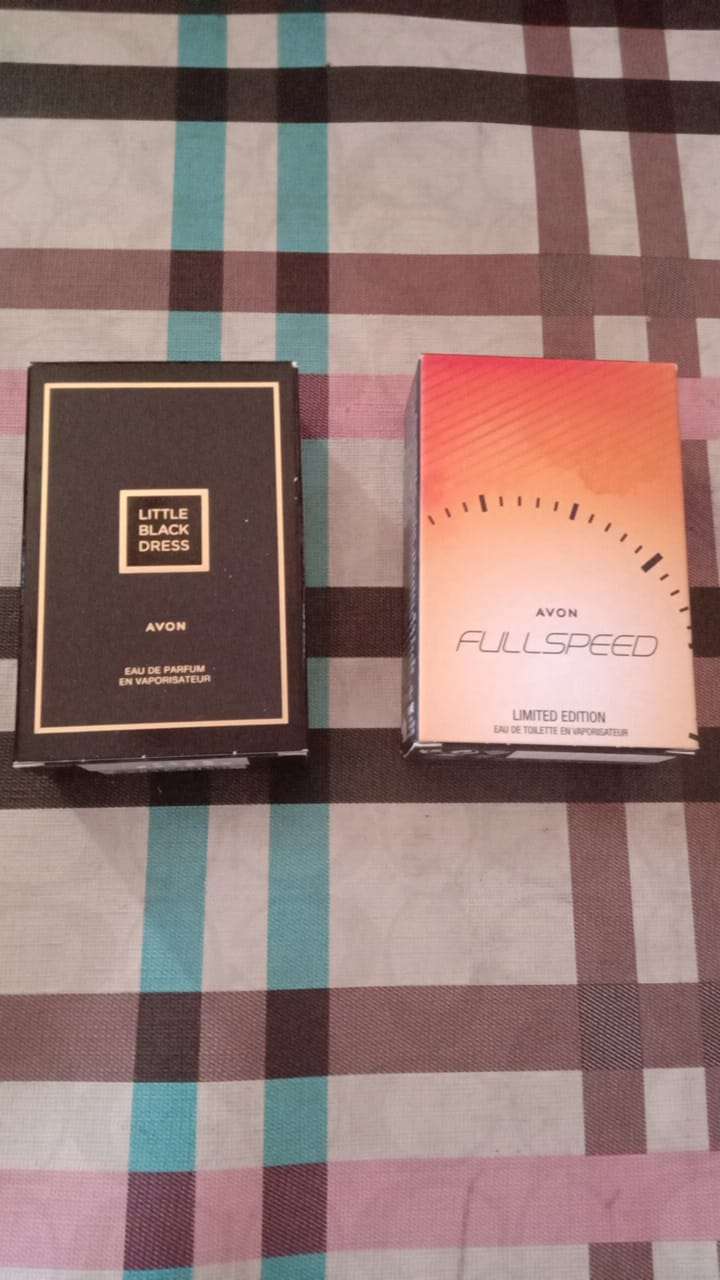 LITTLE
BLACK
DRESS
AVON
EAU DE PARFUM
EN VAPORISATEUR
AVON
FULLSPEED
LIMITED EDITION
EAU DE TOILETTE EN VAPORISATEUR